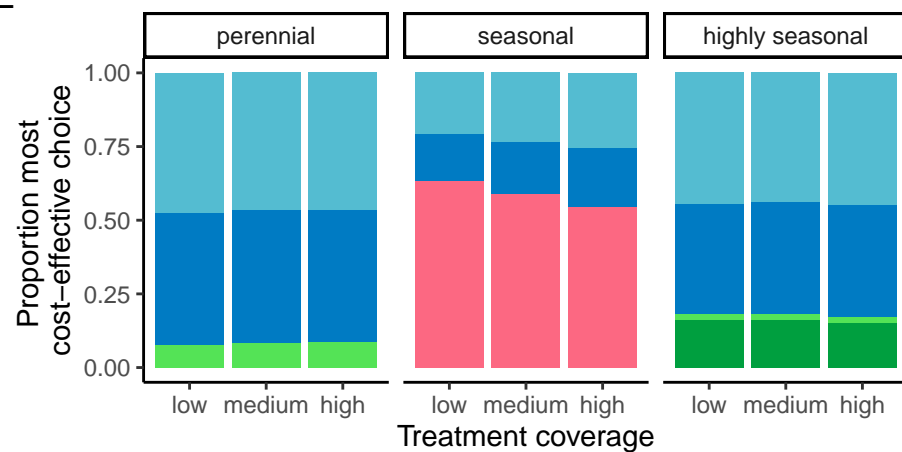 perennial
seasonal
highly seasonal
Proportion most
cost−effective choice
1.00
0.75
0.50
0.25
0.00
low medium high
low medium high
low medium high
Treatment coverage